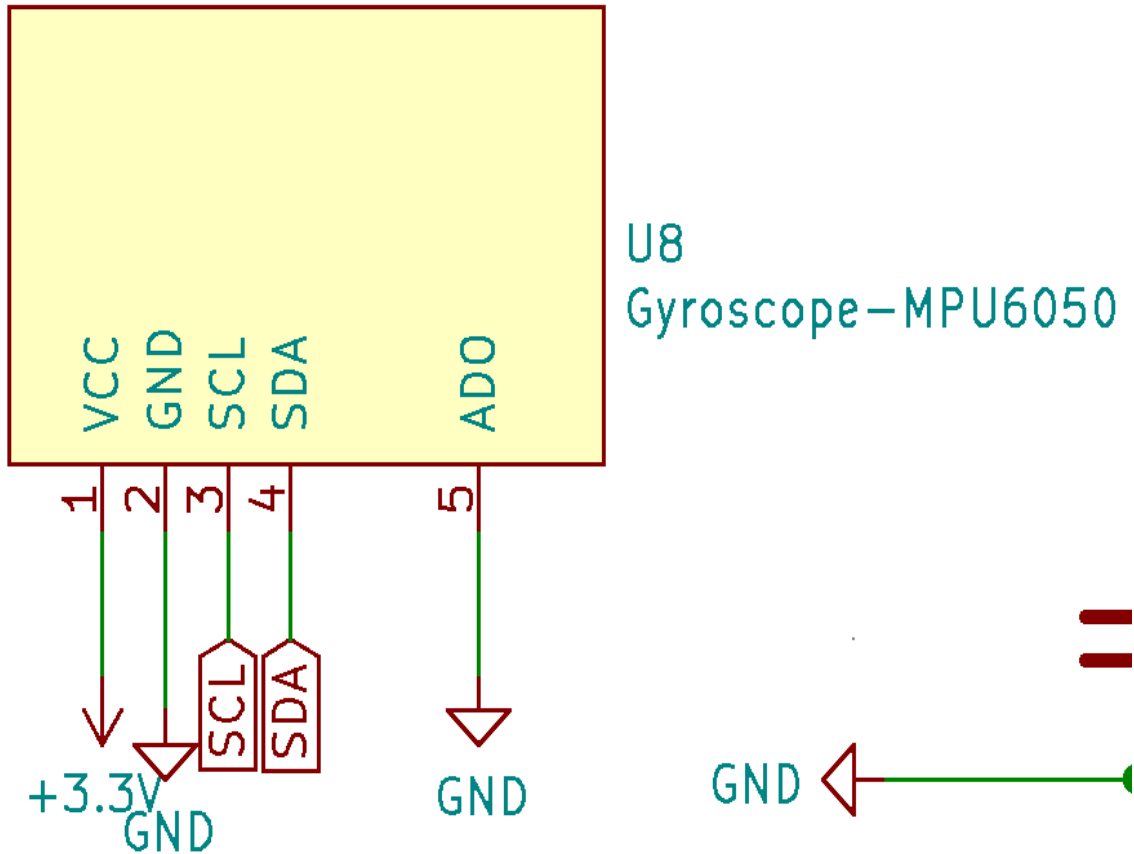 U8
Gyroscope-MPU6050
VCC
GND
SCL
SDA
ADO
1
2
3
4
5
SCL
SDA
+3.3V
GND
GND
GND